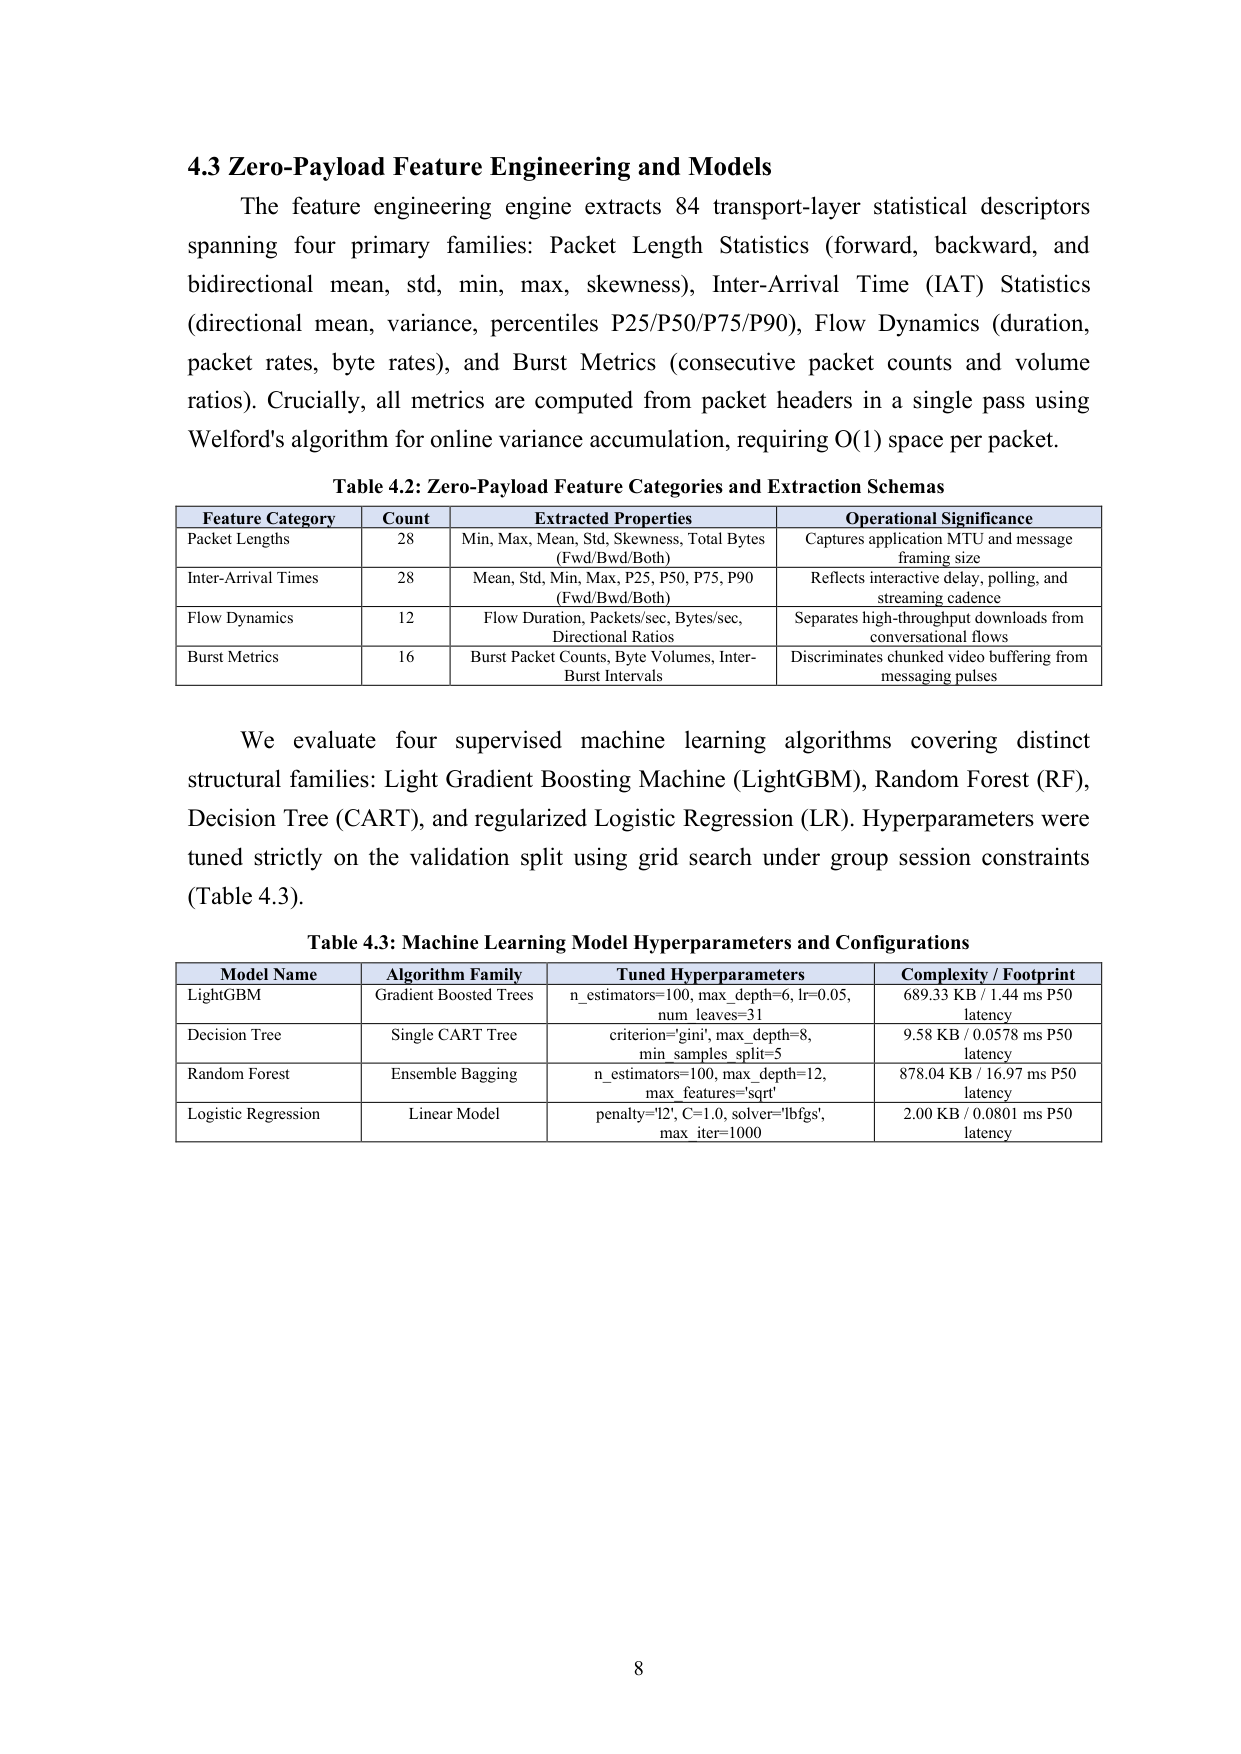 4.3 Zero-Payload Feature Engineering and Models
The feature engineering engine extracts 84 transport-layer statistical descriptors
spanning four primary families: Packet Length Statistics (forward, backward, and
bidirectional mean, std, min, max, skewness), Inter-Arrival Time (IAT) Statistics
(directional mean, variance, percentiles P25/P50/P75/P90), Flow Dynamics (duration,
packet rates, byte rates), and Burst Metrics (consecutive packet counts and volume
ratios). Crucially, all metrics are computed from packet headers in a single pass using
Welford's algorithm for online variance accumulation, requiring O(1) space per packet.
Table 4.2: Zero-Payload Feature Categories and Extraction Schemas
Feature Category Count Extracted Properties Operational Significance
Packet Lengths 28 Min, Max, Mean, Std, Skewness, Total Bytes Captures application MTU and message
(Fwd/Bwd/Both) framing size
Inter-Arrival Times 28 Mean, Std, Min, Max, P25, P50, P75, P90 Reflects interactive delay, polling, and
(Fwd/Bwd/Both) streaming cadence
Flow Dynamics 12 Flow Duration, Packets/sec, Bytes/sec, Separates high-throughput downloads from
Directional Ratios conversational flows
Burst Metrics 16 Burst Packet Counts, Byte Volumes, Inter- Discriminates chunked video buffering from
Burst Intervals messaging pulses
We evaluate four supervised machine learning algorithms covering distinct
structural families: Light Gradient Boosting Machine (LightGBM), Random Forest (RF),
Decision Tree (CART), and regularized Logistic Regression (LR). Hyperparameters were
tuned strictly on the validation split using grid search under group session constraints
(Table 4.3).
Table 4.3: Machine Learning Model Hyperparameters and Configurations
Model Name Algorithm Family Tuned Hyperparameters Complexity / Footprint
LightGBM Gradient Boosted Trees n_estimators=100, max_depth=6, lr=0.05, 689.33 KB / 1.44 ms P50
num_leaves=31 latency
Decision Tree Single CART Tree criterion='gini', max_depth=8, 9.58 KB / 0.0578 ms P50
min_samples_split=5 latency
Random Forest Ensemble Bagging n_estimators=100, max_depth=12, 878.04 KB / 16.97 ms P50
max_features='sqrt' latency
Logistic Regression Linear Model penalty='l2', C=1.0, solver='lbfgs', 2.00 KB / 0.0801 ms P50
max_iter=1000 latency
8